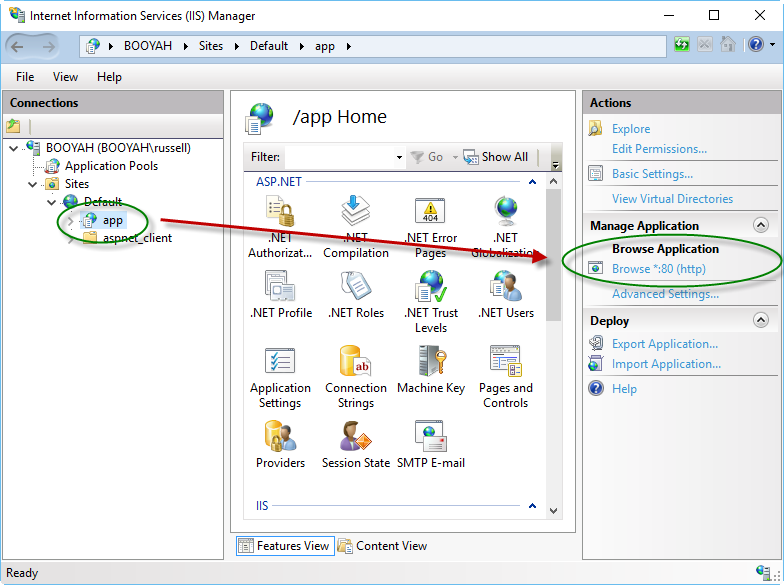 Internet Information Services (IIS) Manager
BOOYAH
Sites
Default
app
File View Help
Connections
BOOYAH (BOOYAH\russell)
Application Pools
Sites
Default
app
aspnet_client
/app Home
Filter:
Go
Show All
ASP.NET
.NET Authorizat...
.NET Compilation
.NET Error Pages
.NET Globalization
.NET Profile
.NET Roles
.NET Trust Levels
.NET Users
Application Settings
Connection Strings
Machine Key
Pages and Controls
Providers
Session State
SMTP E-mail
IIS
Features View
Content View
Actions
Explore
Edit Permissions...
Basic Settings...
View Virtual Directories
Manage Application
Browse Application
Browse *:80 (http)
Advanced Settings...
Deploy
Export Application...
Import Application...
Help
Ready